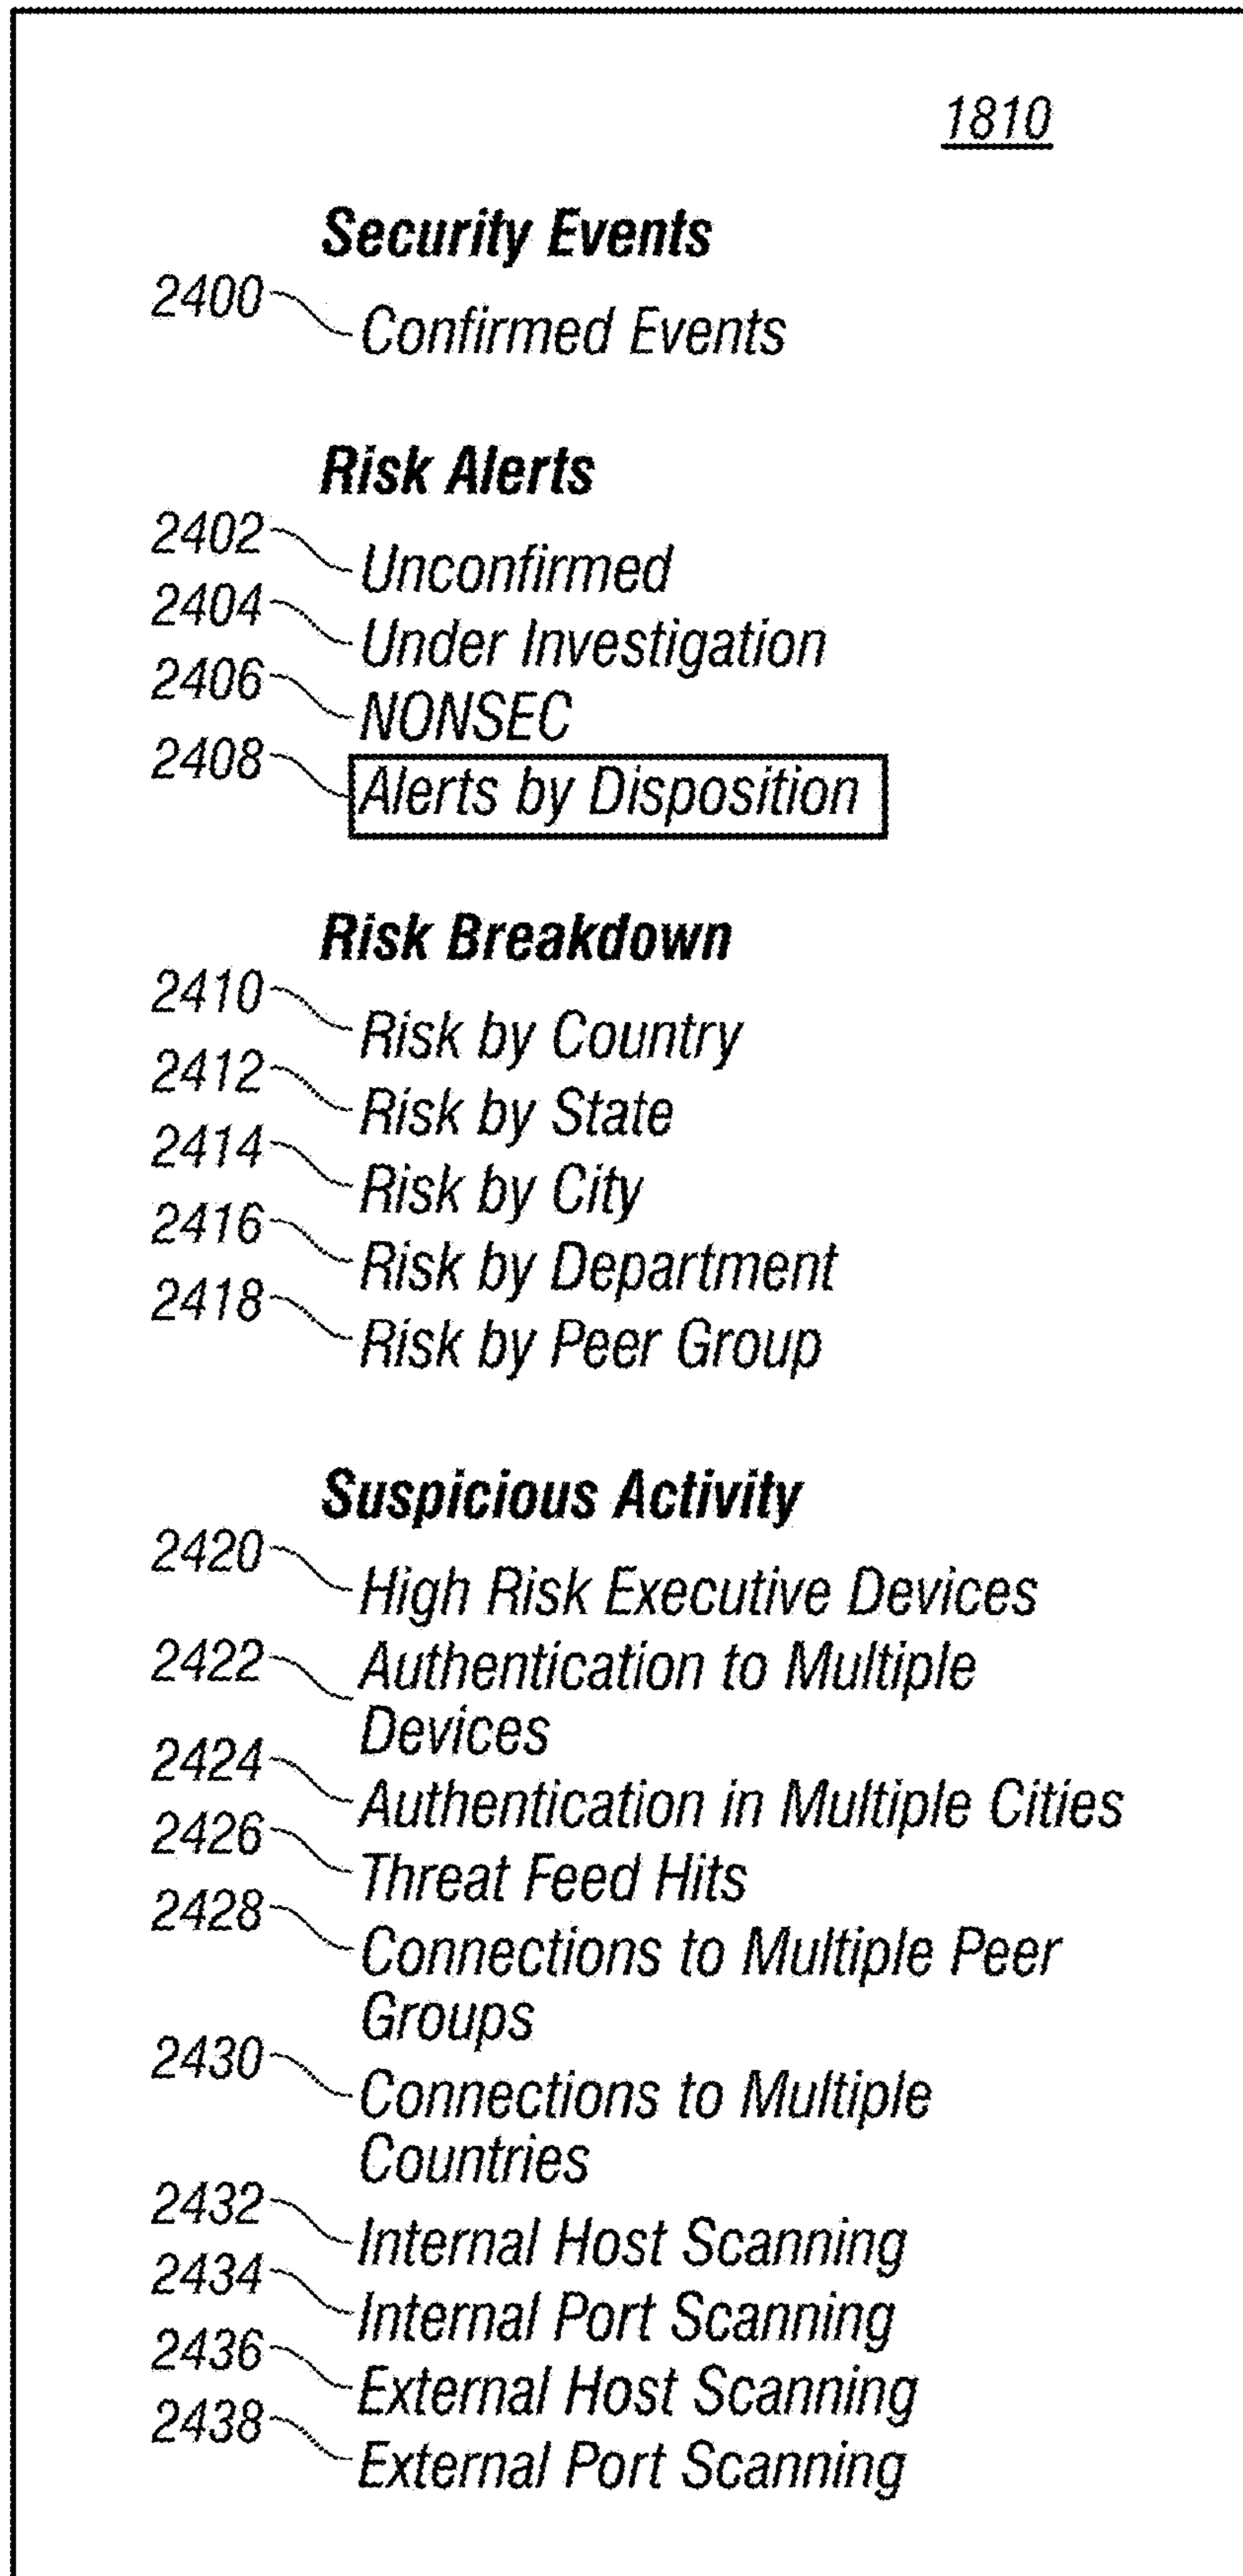 1810
Security Events
2400
Confirmed Events
Risk Alerts
2402
Unconfirmed
2404
Under Investigation
2406
NONSEC
2408
Alerts by Disposition
Risk Breakdown
2410
Risk by Country
2412
Risk by State
2414
Risk by City
2416
Risk by Department
2418
Risk by Peer Group
Suspicious Activity
2420
High Risk Executive Devices
2422
Authentication to Multiple
Devices
2424
Authentication in Multiple Cities
2426
Threat Feed Hits
2428
Connections to Multiple Peer
Groups
2430
Connections to Multiple
Countries
2432
Internal Host Scanning
2434
Internal Port Scanning
2436
External Host Scanning
2438
External Port Scanning